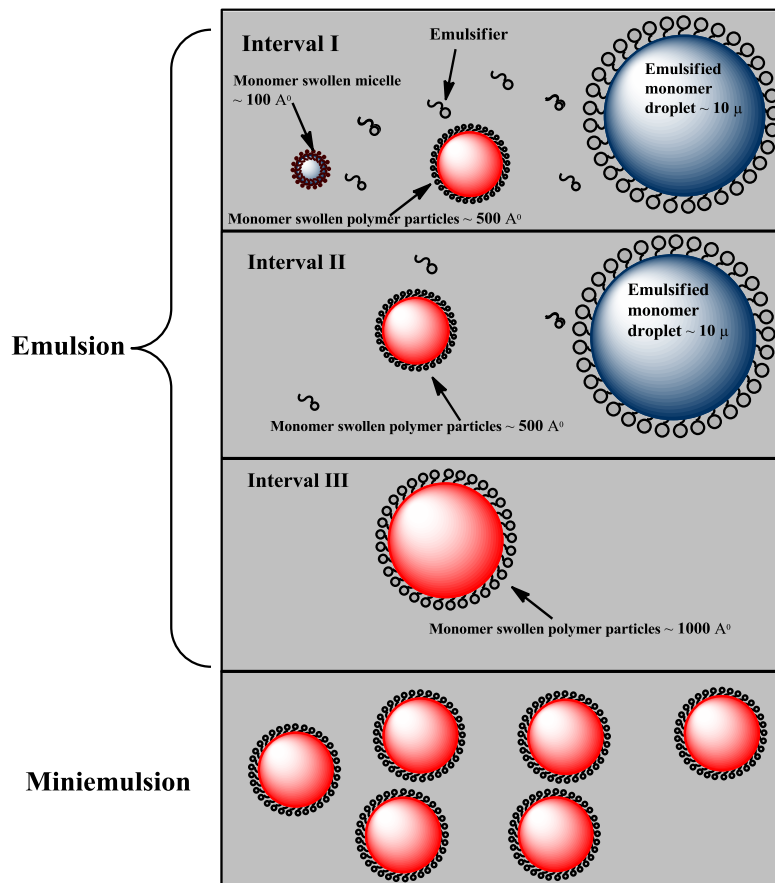 Interval I
Emulsifier
Monomer swollen micelle
~ 100 A⁰
Emulsified
monomer
droplet ~ 10 µ
Monomer swollen polymer particles ~ 500 A⁰
Emulsion
Interval II
Emulsified
monomer
droplet ~ 10 µ
Monomer swollen polymer particles ~ 500 A⁰
Interval III
Monomer swollen polymer particles ~ 1000 A⁰
Miniemulsion